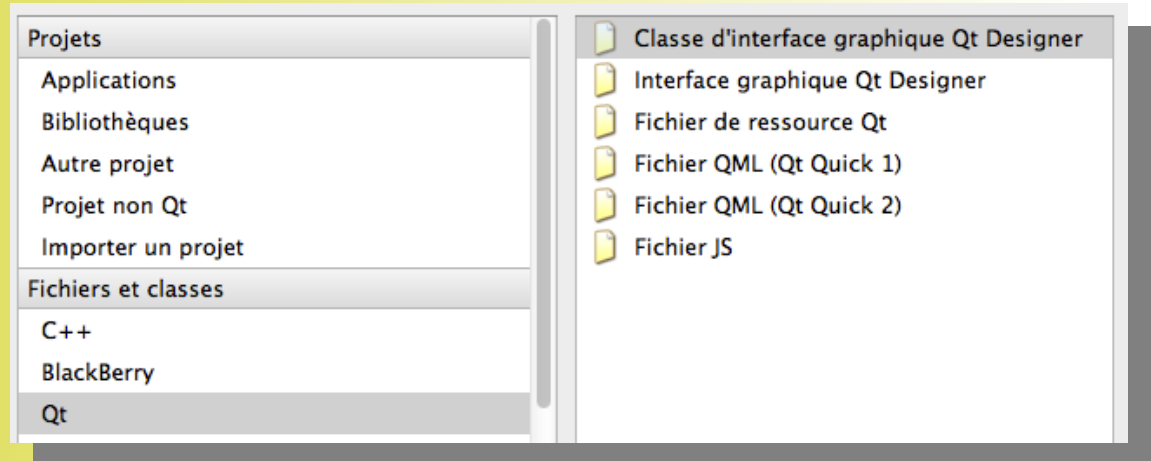 Projets
Applications
Bibliothèques
Autre projet
Projet non Qt
Importer un projet
Fichiers et classes
C++
BlackBerry
Qt
Classe d'interface graphique Qt Designer
Interface graphique Qt Designer
Fichier de ressource Qt
Fichier QML (Qt Quick 1)
Fichier QML (Qt Quick 2)
Fichier JS